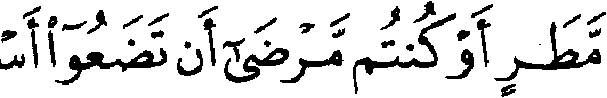 مَّطَرٍ أَوْ كُنتُم مَّرْضَىٰٓ أَن تَضَعُوٓا۟ أَسْ